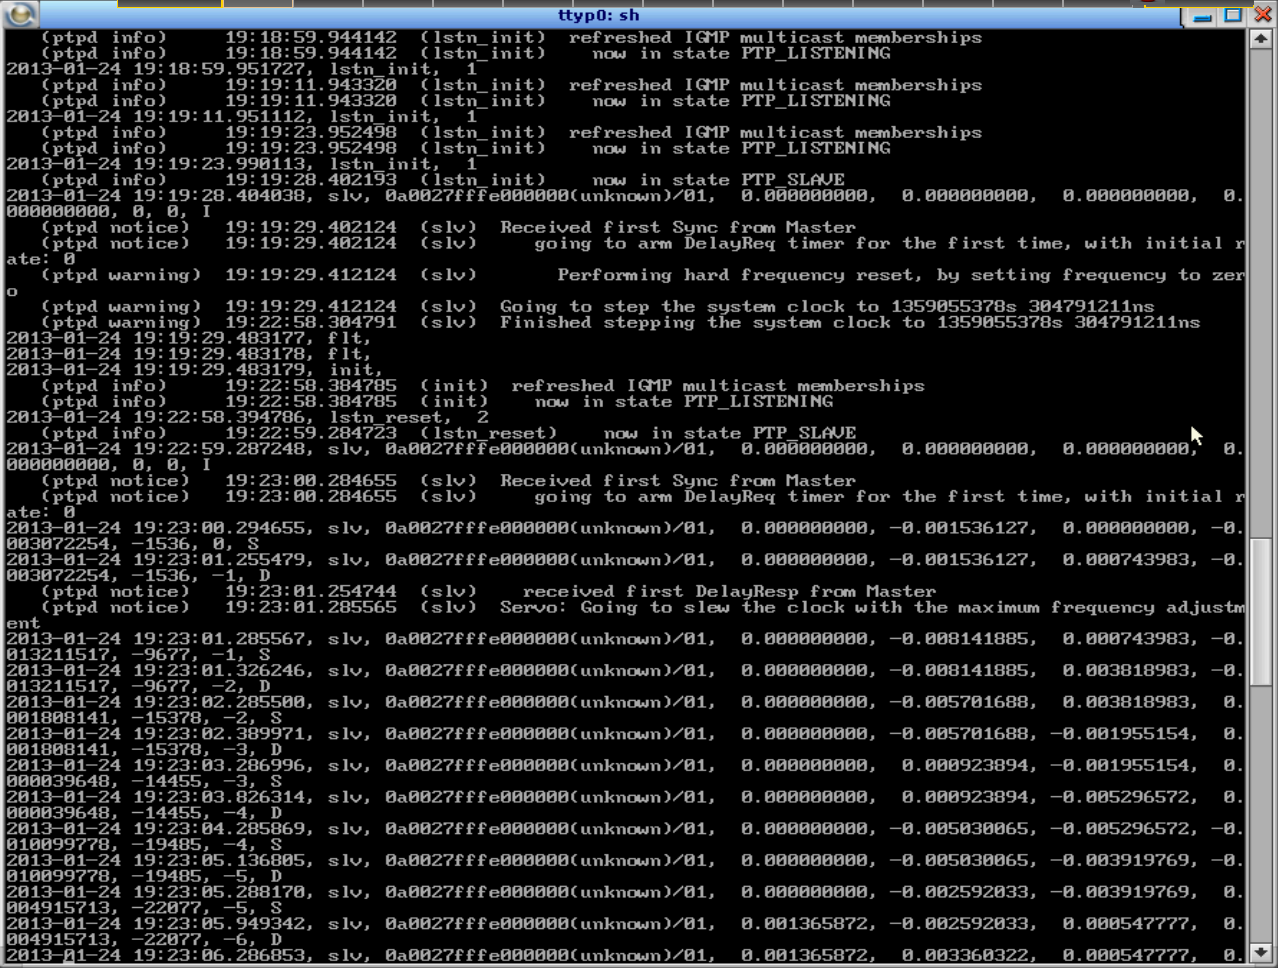 ttyp0: sh
(ptpd info)     19:18:59.944142  (lstn_init)  refreshed IGMP multicast memberships
(ptpd info)     19:18:59.944142  (lstn_init)    now in state PTP_LISTENING
2013-01-24 19:18:59.951727, lstn_init,  1
(ptpd info)     19:19:11.943320  (lstn_init)  refreshed IGMP multicast memberships
(ptpd info)     19:19:11.943320  (lstn_init)    now in state PTP_LISTENING
2013-01-24 19:19:11.951112, lstn_init,  1
(ptpd info)     19:19:23.952498  (lstn_init)  refreshed IGMP multicast memberships
(ptpd info)     19:19:23.952498  (lstn_init)    now in state PTP_LISTENING
2013-01-24 19:19:23.990113, lstn_init,  1
(ptpd info)     19:19:28.402193  (lstn_init)    now in state PTP_SLAVE
2013-01-24 19:19:28.404038, slv, 0a0027fffe000000(unknown)/01,  0.000000000,  0.000000000,  0.000000000,  0.
000000000, 0, 0, I
(ptpd notice)   19:19:29.402124  (slv)  Received first Sync from Master
(ptpd notice)   19:19:29.402124  (slv)     going to arm DelayReq timer for the first time, with initial r
ate: 0
(ptpd warning)  19:19:29.412124  (slv)       Performing hard frequency reset, by setting frequency to zer
o
(ptpd warning)  19:19:29.412124  (slv)  Going to step the system clock to 1359055378s 304791211ns
(ptpd warning)  19:22:58.304791  (slv)  Finished stepping the system clock to 1359055378s 304791211ns
2013-01-24 19:19:29.483177, flt,
2013-01-24 19:19:29.483178, flt,
2013-01-24 19:19:29.483179, init,
(ptpd info)     19:22:58.384785  (init)  refreshed IGMP multicast memberships
(ptpd info)     19:22:58.384785  (init)    now in state PTP_LISTENING
2013-01-24 19:22:58.394786, lstn_reset,  2
(ptpd info)     19:22:59.284723  (lstn_reset)    now in state PTP_SLAVE
2013-01-24 19:22:59.287248, slv, 0a0027fffe000000(unknown)/01,  0.000000000,  0.000000000,  0.000000000,  0.
000000000, 0, 0, I
(ptpd notice)   19:23:00.284655  (slv)  Received first Sync from Master
(ptpd notice)   19:23:00.284655  (slv)     going to arm DelayReq timer for the first time, with initial r
ate: 0
2013-01-24 19:23:00.294655, slv, 0a0027fffe000000(unknown)/01,  0.000000000, -0.001536127,  0.000000000, -0.
003072254, -1536, 0, S
2013-01-24 19:23:01.255479, slv, 0a0027fffe000000(unknown)/01,  0.000000000, -0.001536127,  0.000743983, -0.
003072254, -1536, -1, D
(ptpd notice)   19:23:01.254744  (slv)    received first DelayResp from Master
(ptpd notice)   19:23:01.285565  (slv)  Servo: Going to slew the clock with the maximum frequency adjustm
ent
2013-01-24 19:23:01.285567, slv, 0a0027fffe000000(unknown)/01,  0.000000000, -0.008141885,  0.000743983, -0.
013211517, -9677, -1, S
2013-01-24 19:23:01.326246, slv, 0a0027fffe000000(unknown)/01,  0.000000000, -0.008141885,  0.003818983, -0.
013211517, -9677, -2, D
2013-01-24 19:23:02.285500, slv, 0a0027fffe000000(unknown)/01,  0.000000000, -0.005701688,  0.003818983,  0.
001808141, -15378, -2, S
2013-01-24 19:23:02.389971, slv, 0a0027fffe000000(unknown)/01,  0.000000000, -0.005701688, -0.001955154,  0.
001808141, -15378, -3, D
2013-01-24 19:23:03.286996, slv, 0a0027fffe000000(unknown)/01,  0.000000000,  0.000923894, -0.001955154,  0.
000039648, -14455, -3, S
2013-01-24 19:23:03.826314, slv, 0a0027fffe000000(unknown)/01,  0.000000000,  0.000923894, -0.005296572,  0.
000039648, -14455, -4, D
2013-01-24 19:23:04.285869, slv, 0a0027fffe000000(unknown)/01,  0.000000000, -0.005030065, -0.005296572, -0.
010099778, -19485, -4, S
2013-01-24 19:23:05.136805, slv, 0a0027fffe000000(unknown)/01,  0.000000000, -0.005030065, -0.003919769, -0.
010099778, -19485, -5, D
2013-01-24 19:23:05.288170, slv, 0a0027fffe000000(unknown)/01,  0.000000000, -0.002592033, -0.003919769,  0.
004915713, -22077, -5, S
2013-01-24 19:23:05.949342, slv, 0a0027fffe000000(unknown)/01,  0.001365872, -0.002592033,  0.000547777,  0.
004915713, -22077, -6, D
2013-01-24 19:23:06.286853, slv, 0a0027fffe000000(unknown)/01,  0.001365872,  0.003360322,  0.000547777,  0.